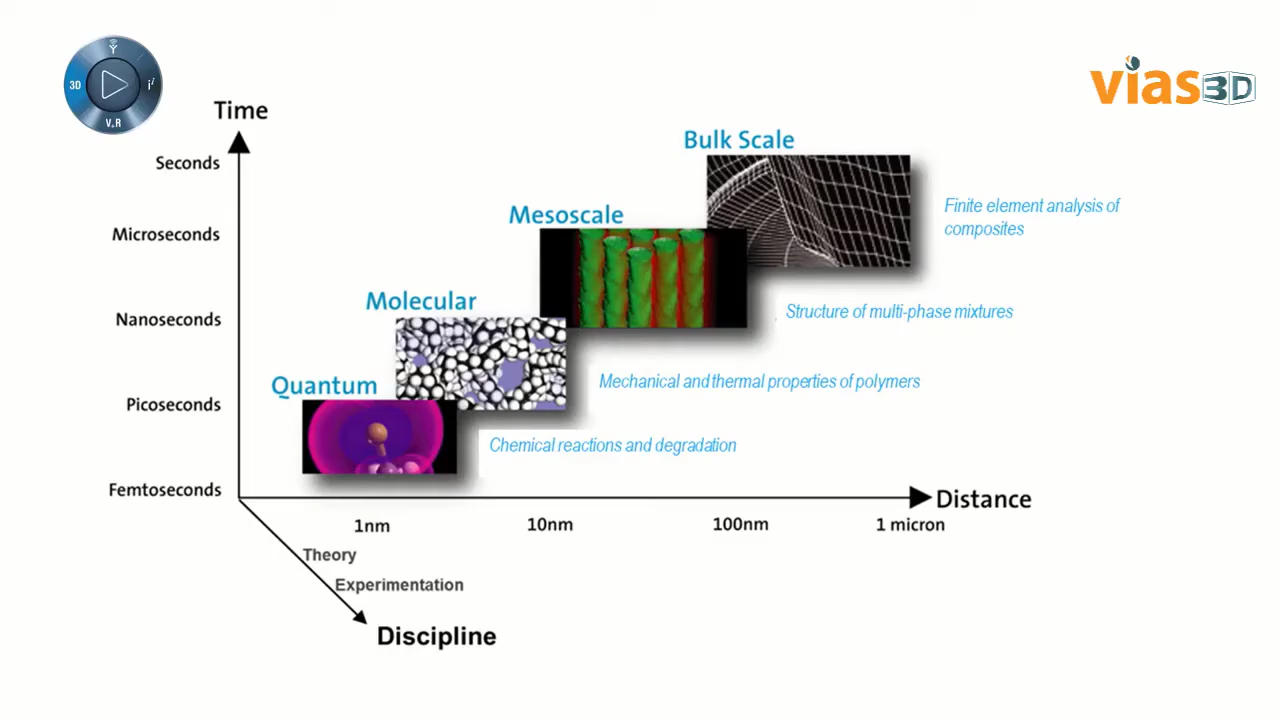 3D
i²
V.R
vias3D
Time
Seconds
Microseconds
Nanoseconds
Picoseconds
Femtoseconds
Bulk Scale
Finite element analysis of
composites
Mesoscale
Structure of multi-phase mixtures
Molecular
Mechanical and thermal properties of polymers
Quantum
Chemical reactions and degradation
Distance
1nm
10nm
100nm
1 micron
Theory
Experimentation
Discipline